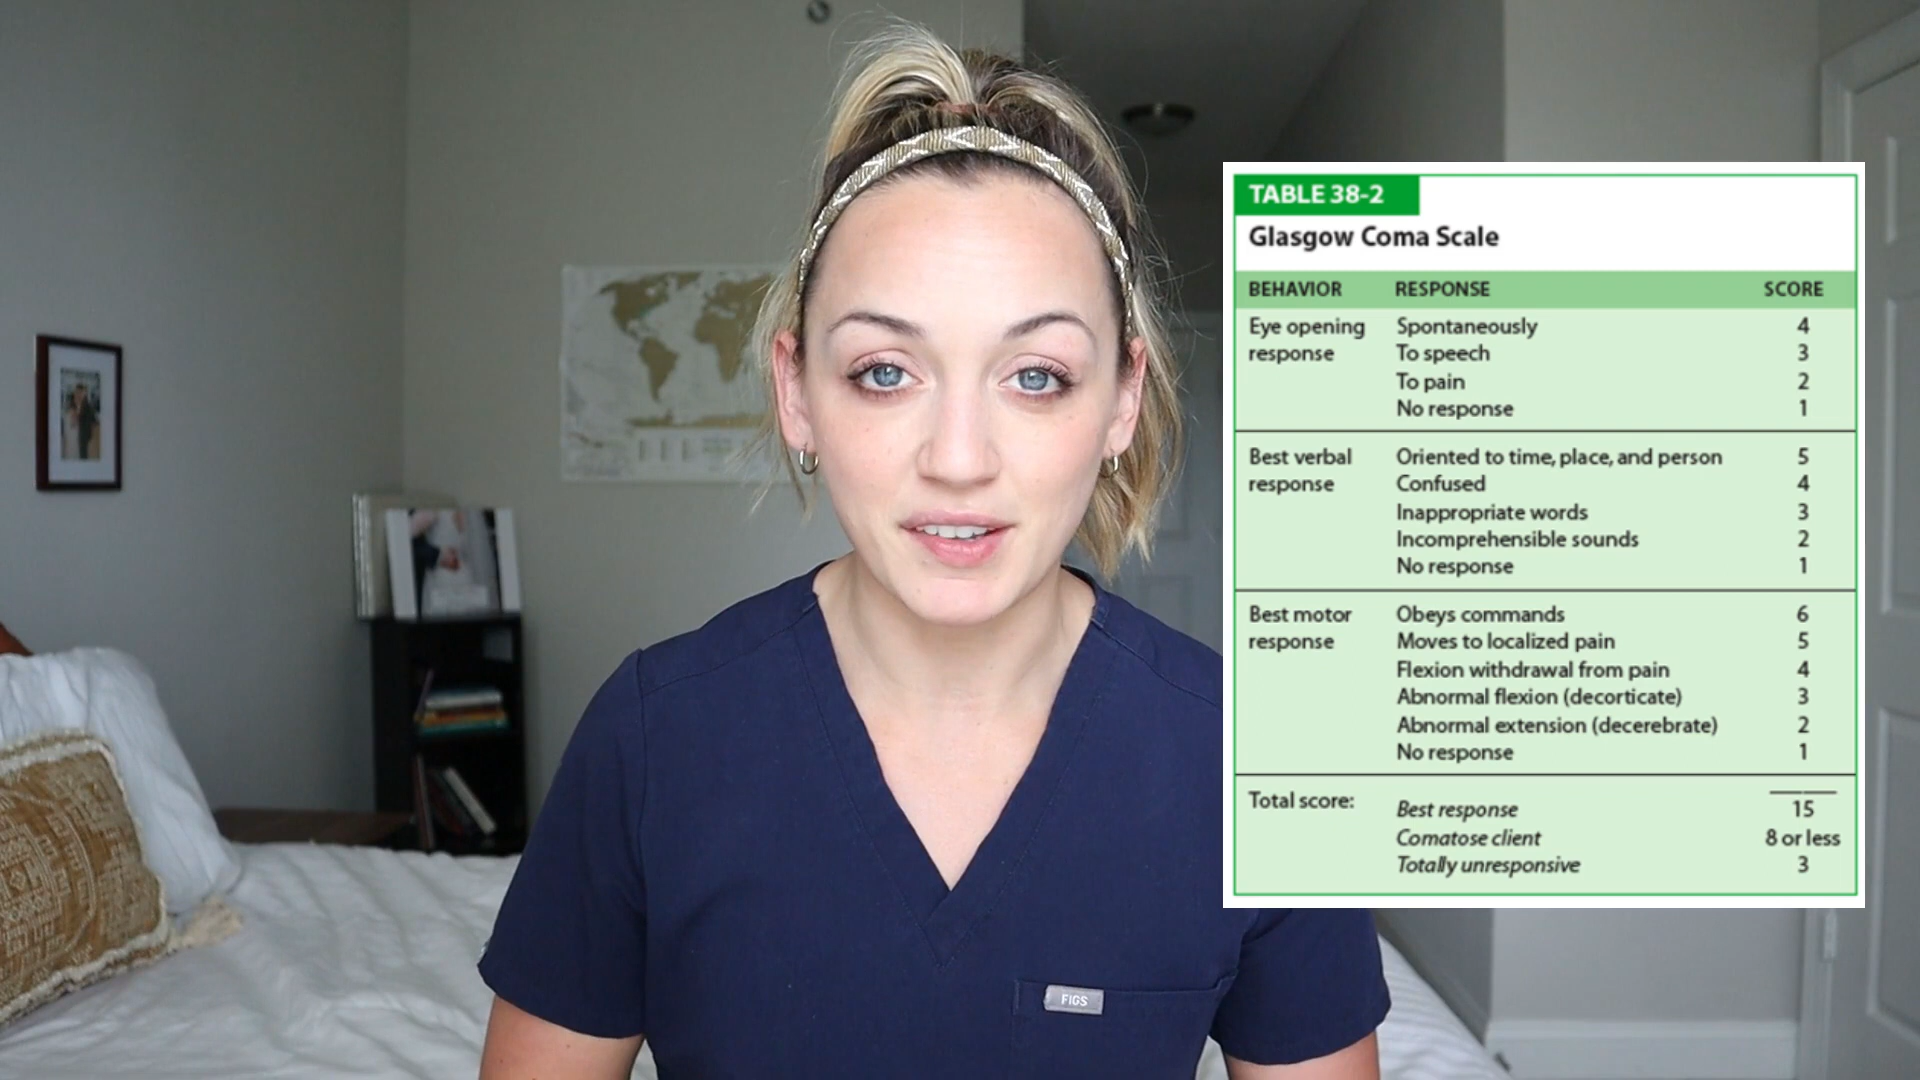 TABLE 38-2
Glasgow Coma Scale
BEHAVIOR RESPONSE SCORE
Eye opening Spontaneously 4
response To speech 3
To pain 2
No response 1
Best verbal Oriented to time, place, and person 5
response Confused 4
Inappropriate words 3
Incomprehensible sounds 2
No response 1
Best motor Obeys commands 6
response Moves to localized pain 5
Flexion withdrawal from pain 4
Abnormal flexion (decorticate) 3
Abnormal extension (decerebrate) 2
No response 1
Total score: Best response 15
Comatose client 8 or less
Totally unresponsive 3
FIGS